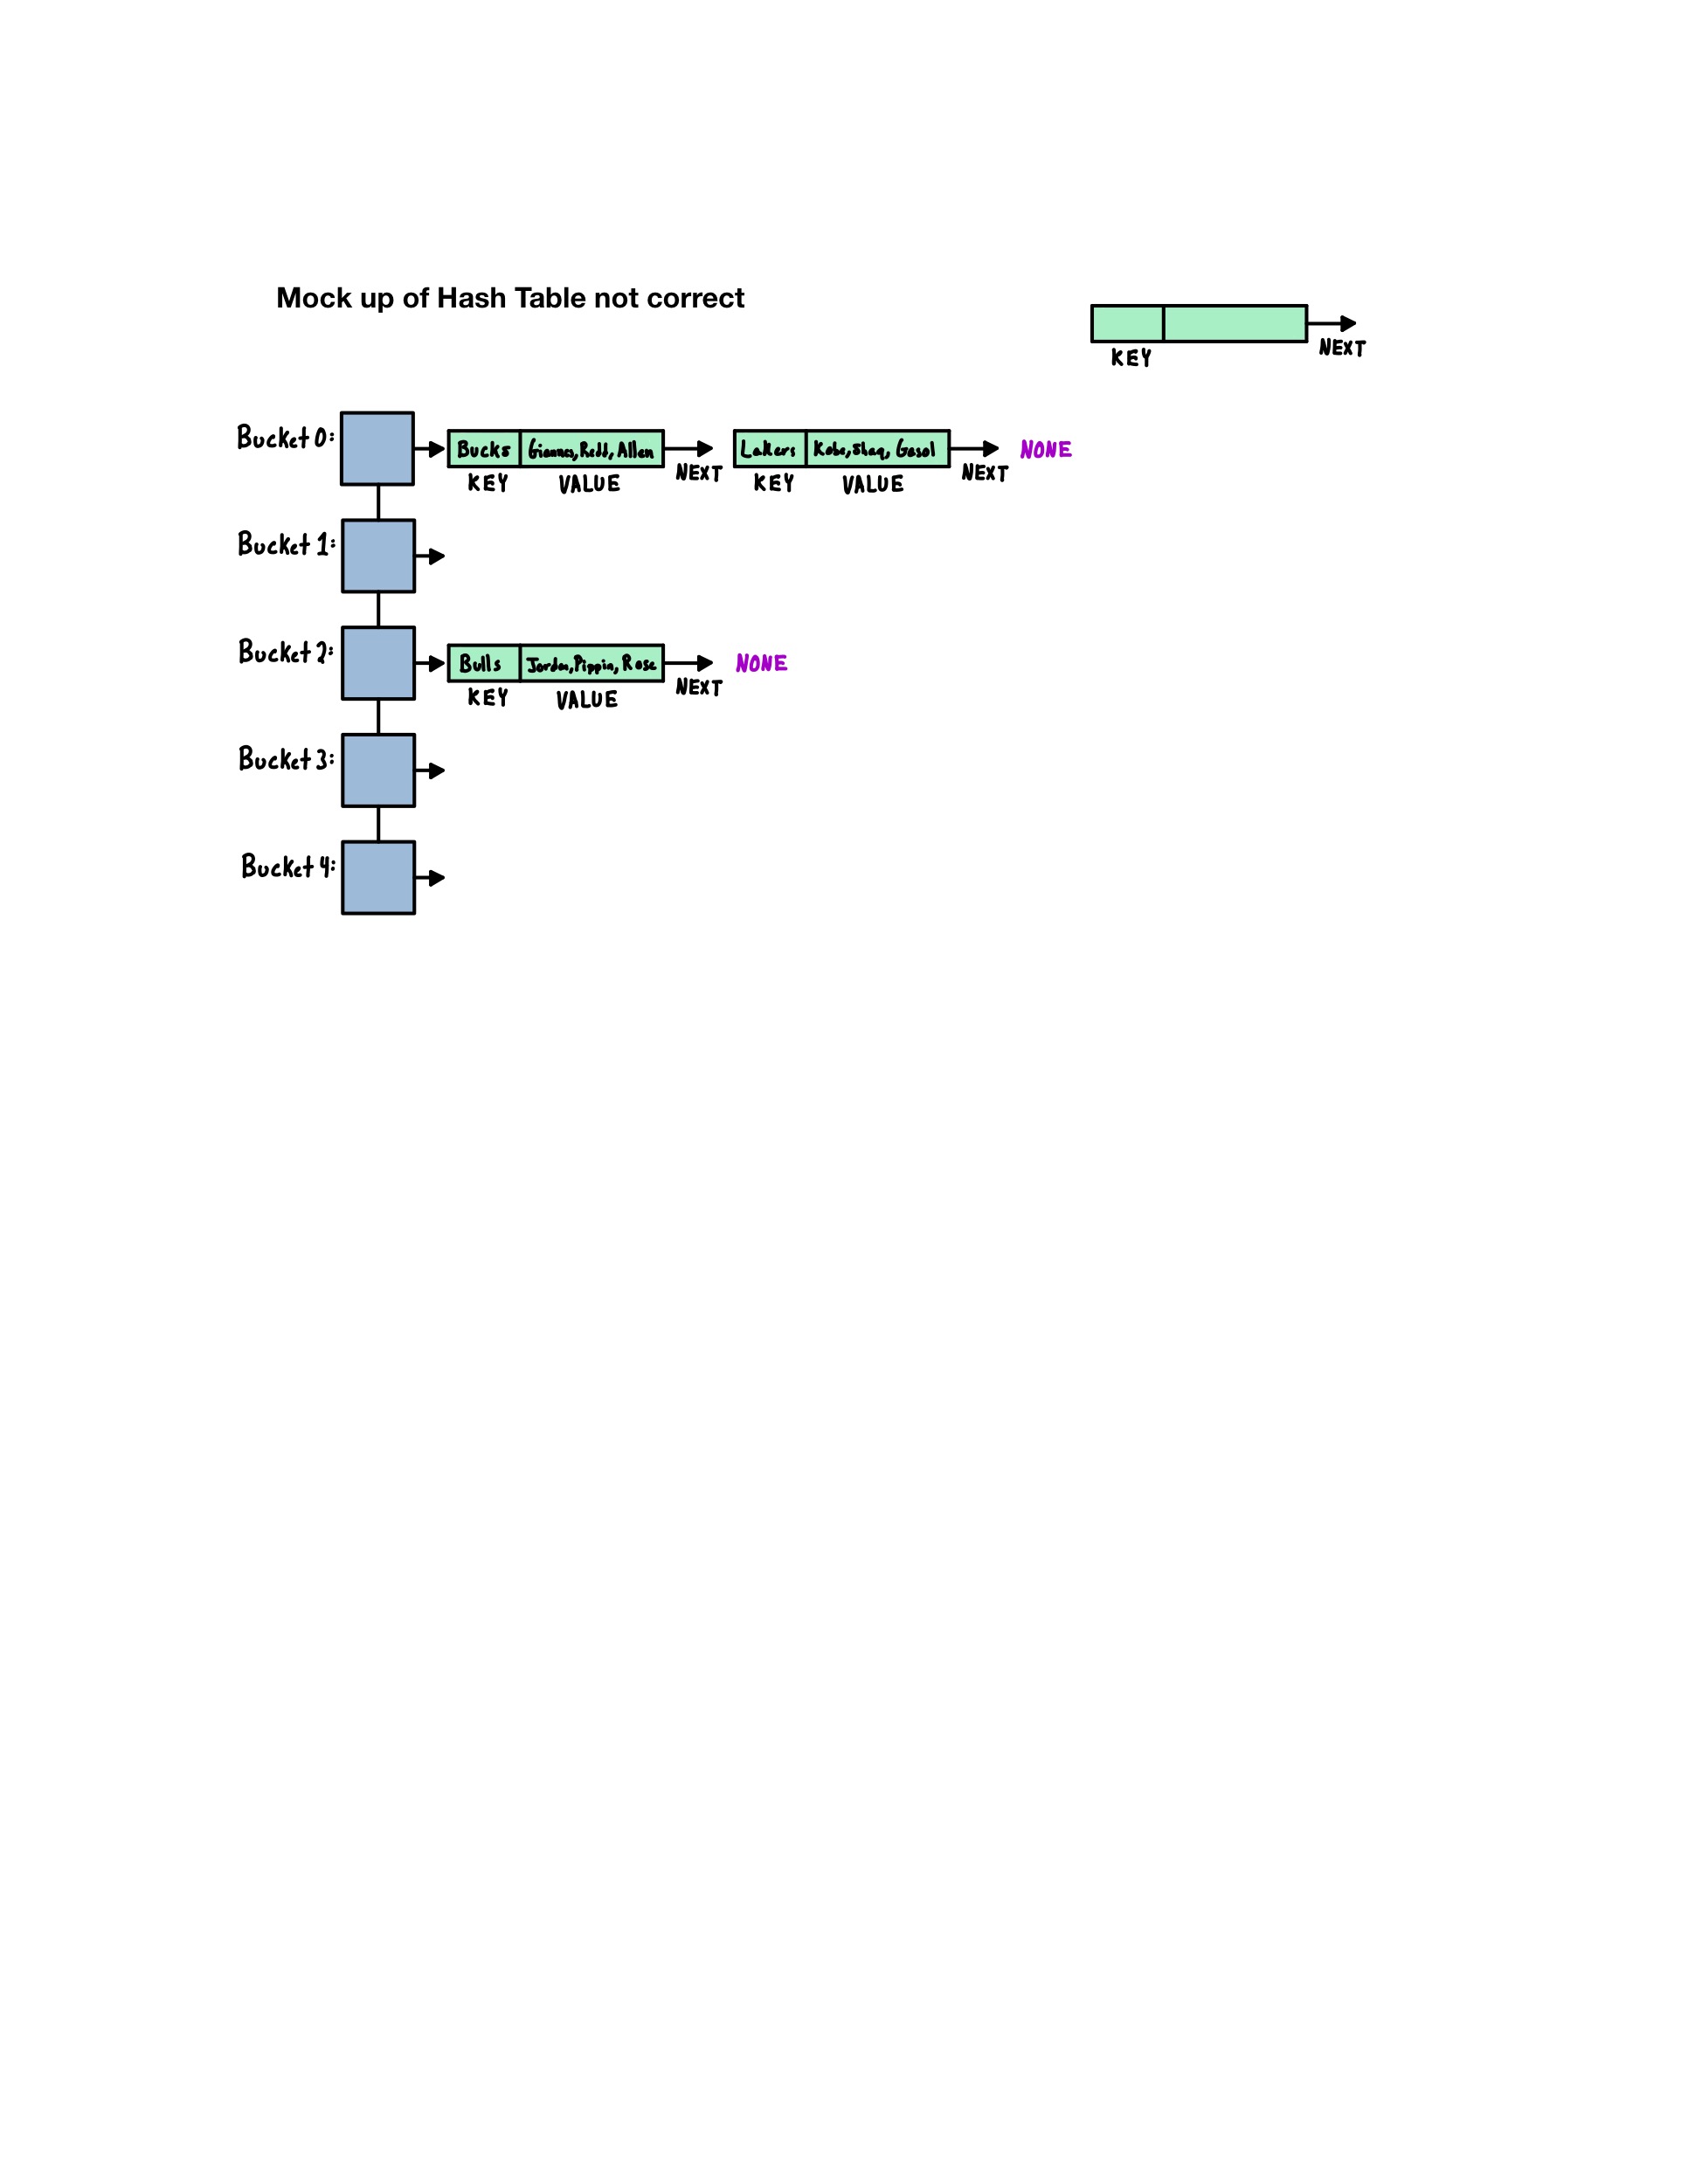 Mock up of Hash Table not correct
KEY NEXT
Bucket 0: Bucks Giannes, Redd, Allen Lakers Kobe, Shaq, Gasol NONE
KEY VALUE NEXT KEY VALUE NEXT
Bucket 1:
Bucket 2: Bulls Jordan, Pippin, Rose NONE
KEY VALUE NEXT
Bucket 3:
Bucket 4: